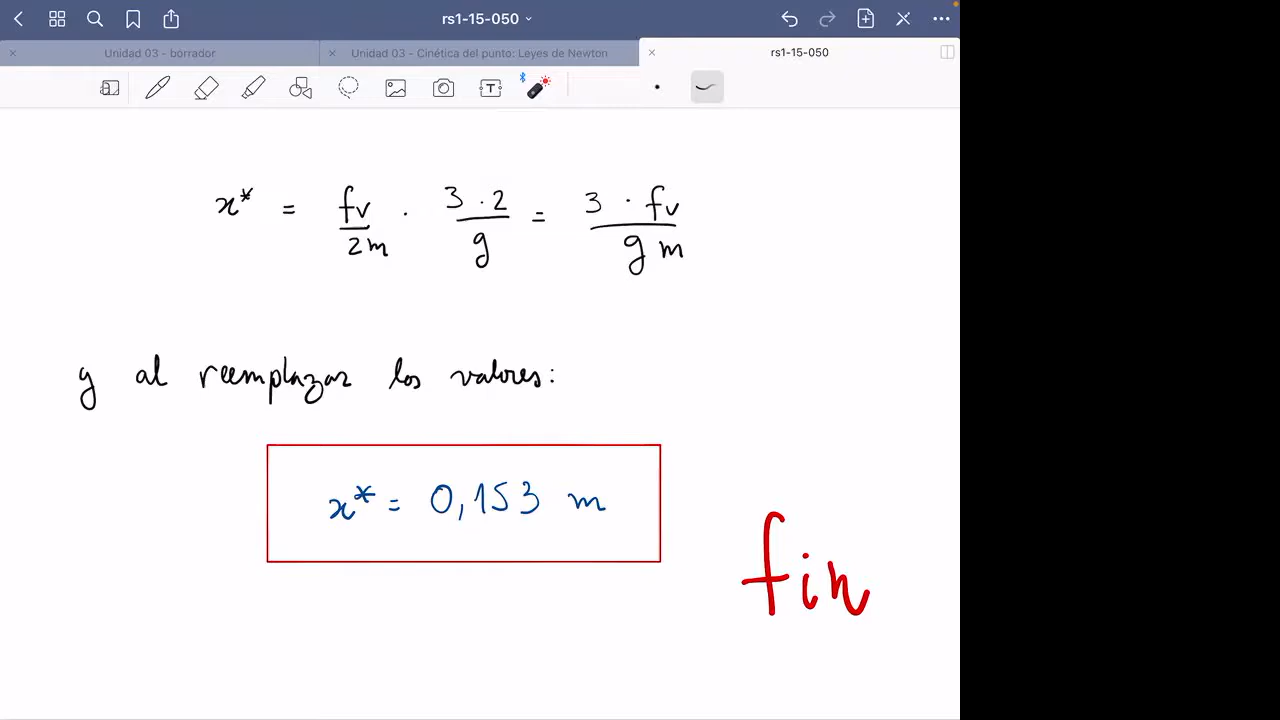 rs1-15-050
Unidad 03 - borrador
Unidad 03 - Cinética del punto: Leyes de Newton
rs1-15-050
x* = fv/2m · 3·2/g = 3·fv/g m
y al reemplazar los valores:
x* = 0,153 m
fin